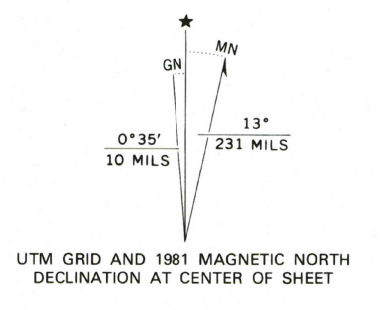 ★
MN
GN
0°35′
10 MILS
13°
231 MILS
UTM GRID AND 1981 MAGNETIC NORTH
DECLINATION AT CENTER OF SHEET